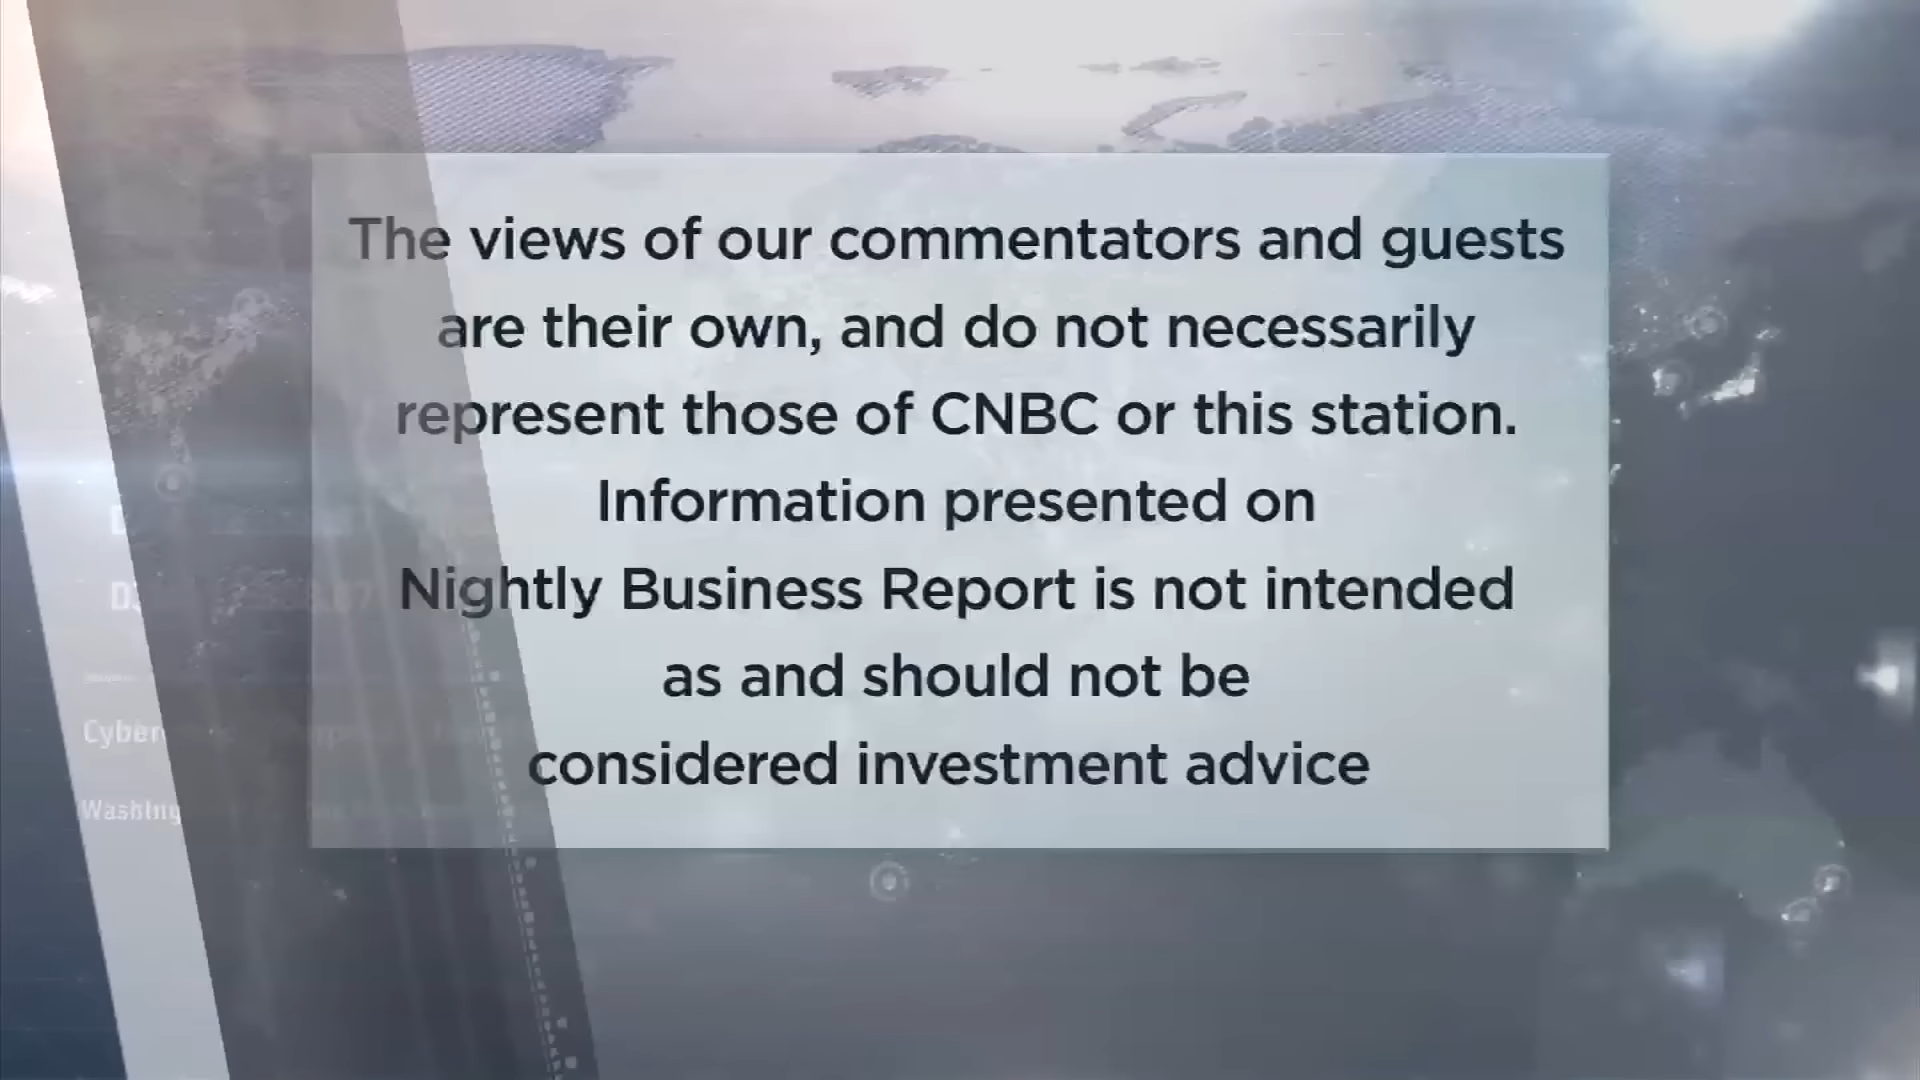 The views of our commentators and guests
are their own, and do not necessarily
represent those of CNBC or this station.
Information presented on
Nightly Business Report is not intended
as and should not be
considered investment advice